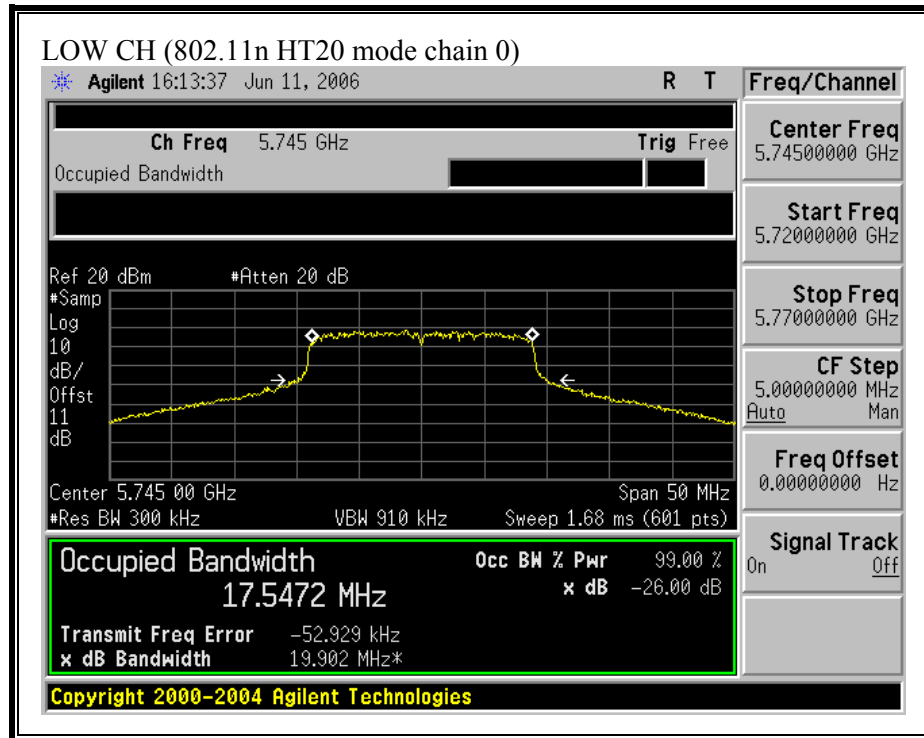 LOW CH (802.11n HT20 mode chain 0)
Agilent 16:13:37 Jun 11, 2006 R T Freq/Channel
Ch Freq 5.745 GHz Trig Free
Occupied Bandwidth
Center Freq
5.74500000 GHz
Start Freq
5.72000000 GHz
Stop Freq
5.77000000 GHz
CF Step
5.00000000 MHz
Auto Man
Freq Offset
0.00000000 Hz
Signal Track
On Off
Ref 20 dBm #Atten 20 dB
#Samp
Log
10
dB/
Offst
11
dB
Center 5.745 00 GHz Span 50 MHz
#Res BW 300 kHz VBW 910 kHz Sweep 1.68 ms (601 pts)
Occupied Bandwidth Occ BW % Pwr 99.00 %
17.5472 MHz x dB -26.00 dB
Transmit Freq Error -52.929 kHz
x dB Bandwidth 19.902 MHz*
Copyright 2000-2004 Agilent Technologies